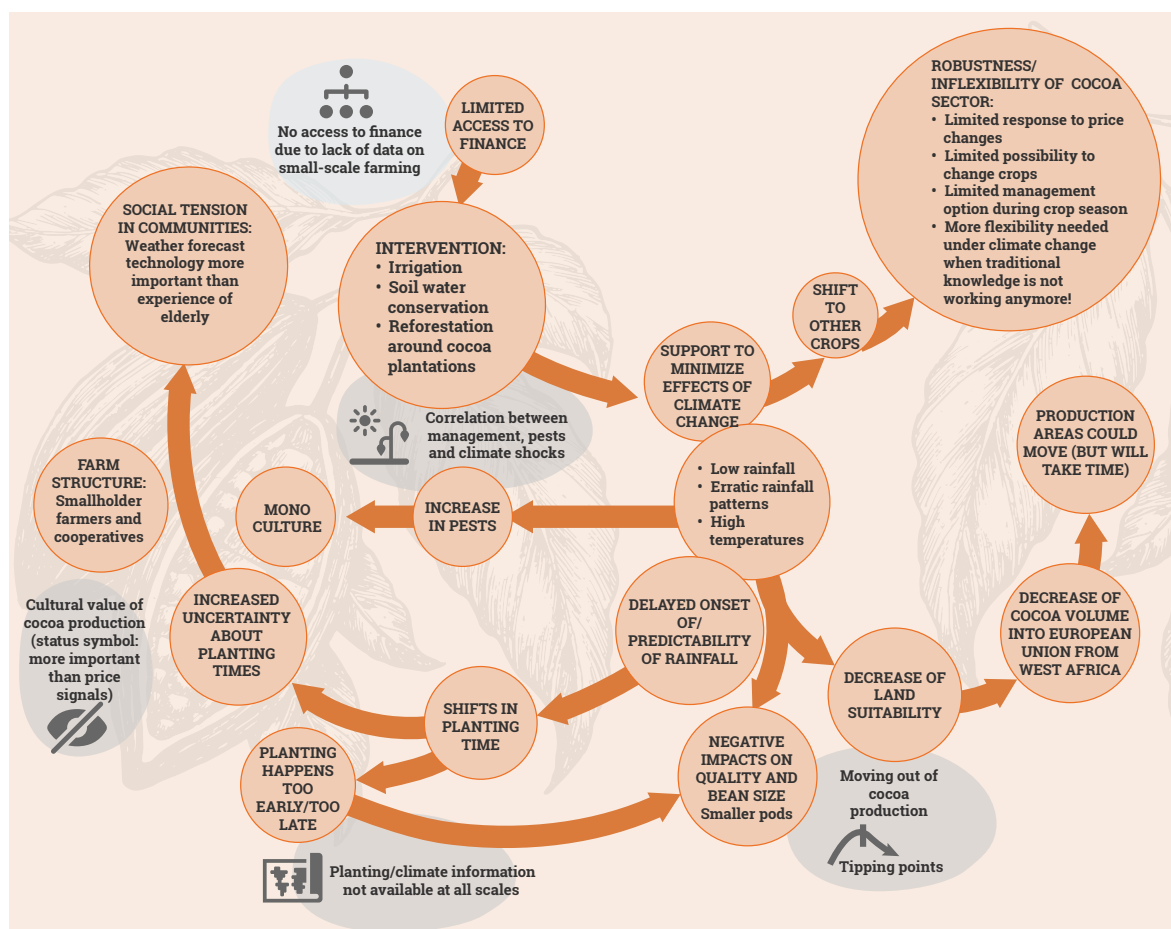 No access to finance
due to lack of data on
small-scale farming
LIMITED
ACCESS TO
FINANCE
ROBUSTNESS/
INFLEXIBILITY OF COCOA
SECTOR:
• Limited response to price
changes
• Limited possibility to
change crops
• Limited management
option during crop season
• More flexibility needed
under climate change
when traditional
knowledge is not
working anymore!
SOCIAL TENSION
IN COMMUNITIES:
Weather forecast
technology more
important than
experience of
elderly
INTERVENTION:
• Irrigation
• Soil water
conservation
• Reforestation
around cocoa
plantations
SHIFT
TO
OTHER
CROPS
SUPPORT TO
MINIMIZE
EFFECTS OF
CLIMATE
CHANGE
Correlation between
management, pests
and climate shocks
PRODUCTION
AREAS COULD
MOVE (BUT WILL
TAKE TIME)
FARM
STRUCTURE:
Smallholder
farmers and
cooperatives
MONO
CULTURE
INCREASE
IN PESTS
• Low rainfall
• Erratic rainfall
patterns
• High
temperatures
Cultural value of
cocoa production
(status symbol:
more important
than price
signals)
INCREASED
UNCERTAINTY
ABOUT
PLANTING
TIMES
DELAYED ONSET
OF/
PREDICTABILITY
OF RAINFALL
DECREASE OF
COCOA VOLUME
INTO EUROPEAN
UNION FROM
WEST AFRICA
DECREASE OF
LAND
SUITABILITY
SHIFTS IN
PLANTING
TIME
PLANTING
HAPPENS
TOO
EARLY/TOO
LATE
NEGATIVE
IMPACTS ON
QUALITY AND
BEAN SIZE
Smaller pods
Moving out of
cocoa
production
Tipping points
Planting/climate information
not available at all scales